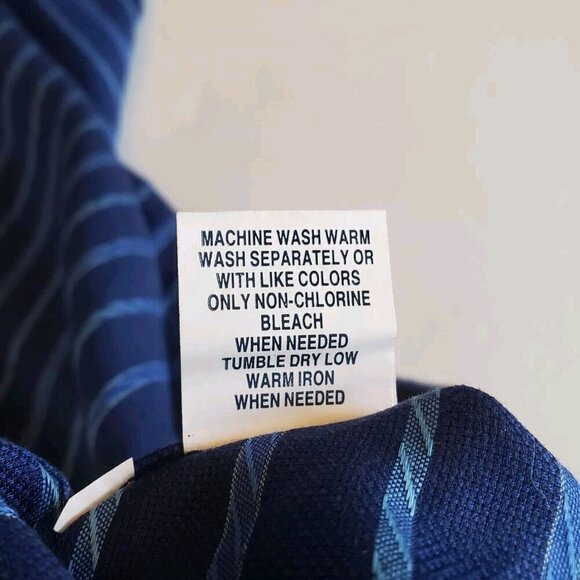 MACHINE WASH WARM
WASH SEPARATELY OR
WITH LIKE COLORS
ONLY NON-CHLORINE
BLEACH
WHEN NEEDED
TUMBLE DRY LOW
WARM IRON
WHEN NEEDED